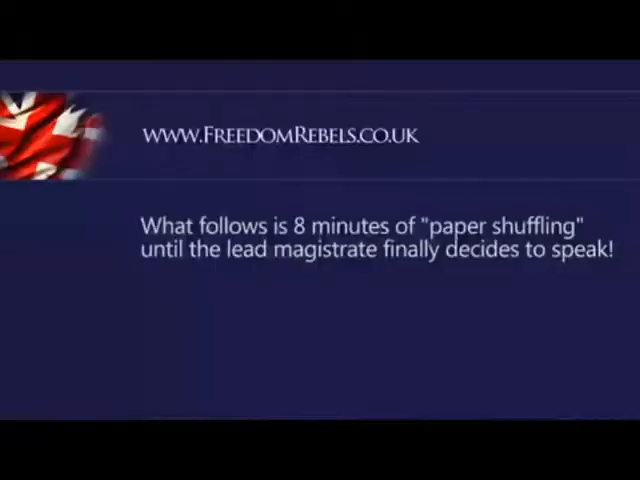 www.FreedomRebels.co.uk
What follows is 8 minutes of "paper shuffling"
until the lead magistrate finally decides to speak!